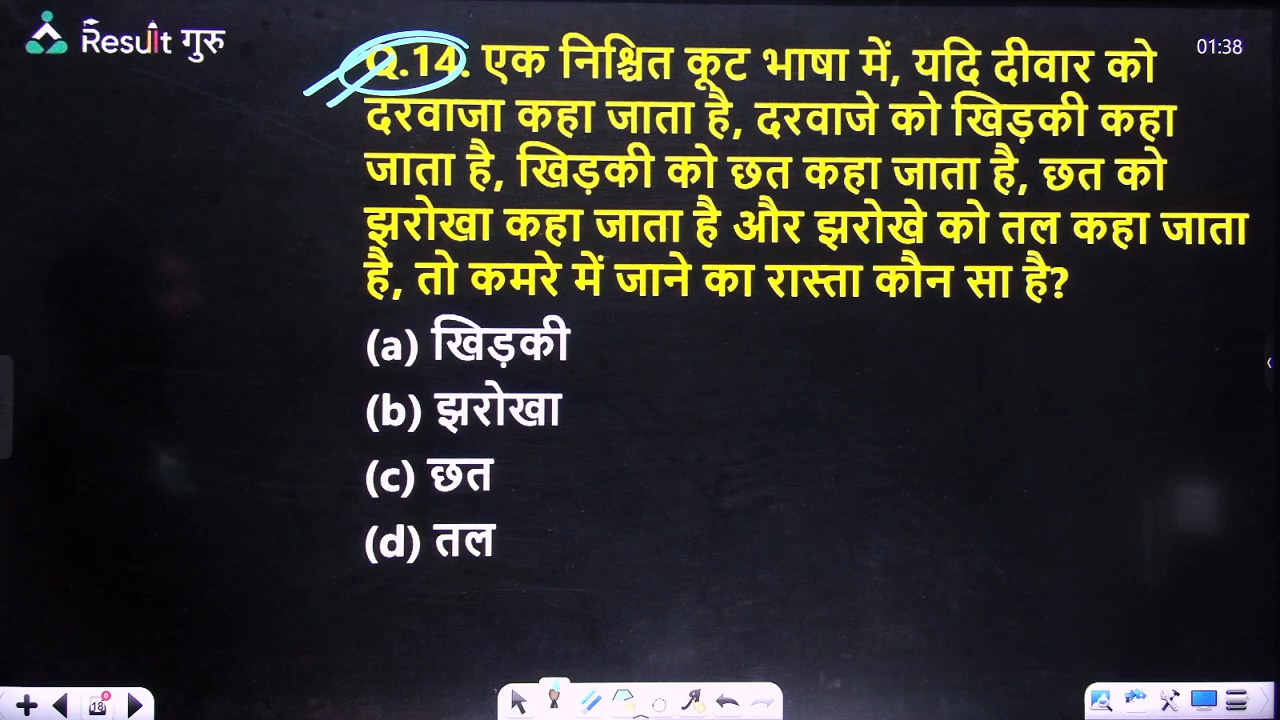 Result गुरु
01:38
Q.14. एक निश्चित कूट भाषा में, यदि दीवार को
दरवाजा कहा जाता है, दरवाजे को खिड़की कहा
जाता है, खिड़की को छत कहा जाता है, छत को
झरोखा कहा जाता है और झरोखे को तल कहा जाता
है, तो कमरे में जाने का रास्ता कौन सा है?
(a) खिड़की
(b) झरोखा
(c) छत
(d) तल
18